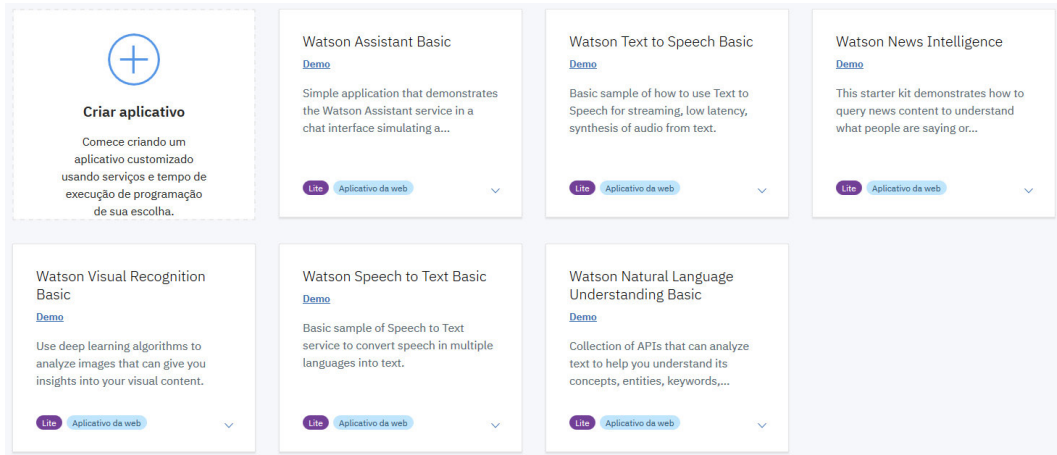 Criar aplicativo
Comece criando um
aplicativo customizado
usando serviços e tempo de
execução de programação
de sua escolha.
Watson Assistant Basic
Demo
Simple application that demonstrates
the Watson Assistant service in a
chat interface simulating a...
Lite Aplicativo da web
Watson Text to Speech Basic
Demo
Basic sample of how to use Text to
Speech for streaming, low latency,
synthesis of audio from text.
Lite Aplicativo da web
Watson News Intelligence
Demo
This starter kit demonstrates how to
query news content to understand
what people are saying or...
Lite Aplicativo da web
Watson Visual Recognition
Basic
Demo
Use deep learning algorithms to
analyze images that can give you
insights into your visual content.
Lite Aplicativo da web
Watson Speech to Text Basic
Demo
Basic sample of Speech to Text
service to convert speech in multiple
languages into text.
Lite Aplicativo da web
Watson Natural Language
Understanding Basic
Demo
Collection of APIs that can analyze
text to help you understand its
concepts, entities, keywords,...
Lite Aplicativo da web